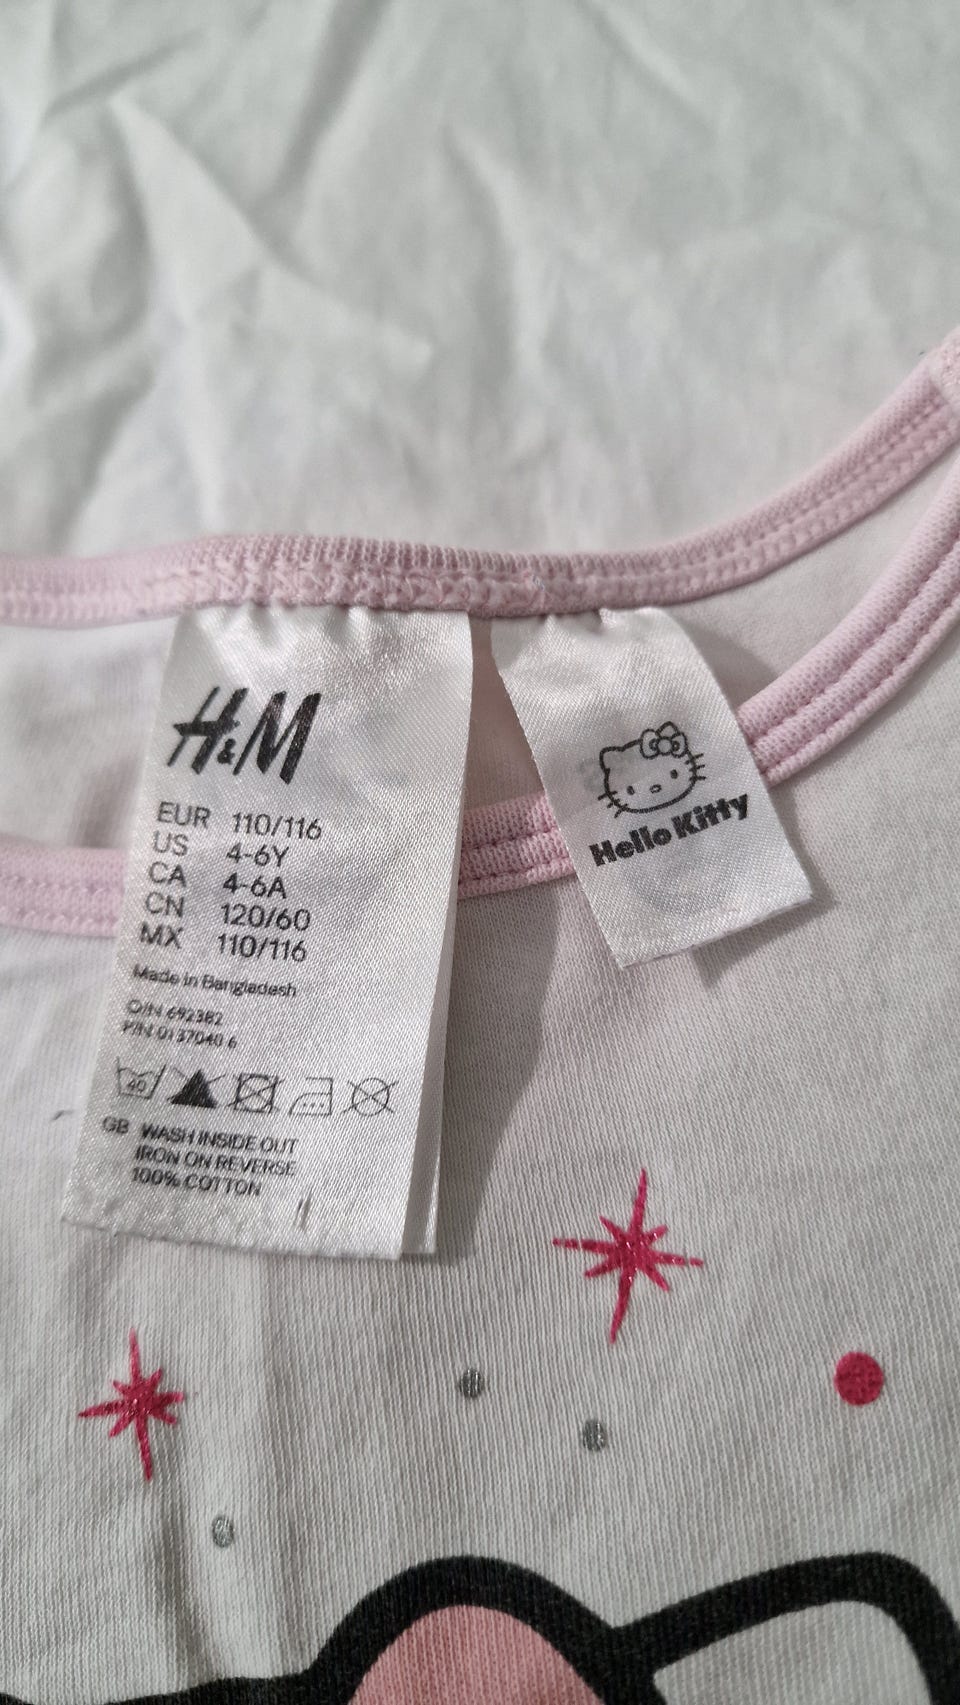 H&M
EUR 110/116
US 4-6Y
CA 4-6A
CN 120/60
MX 110/116
Made in Bangladesh
O/N 692382
P/N 0137040 6
40
GB WASH INSIDE OUT
IRON ON REVERSE
100% COTTON
Hello Kitty